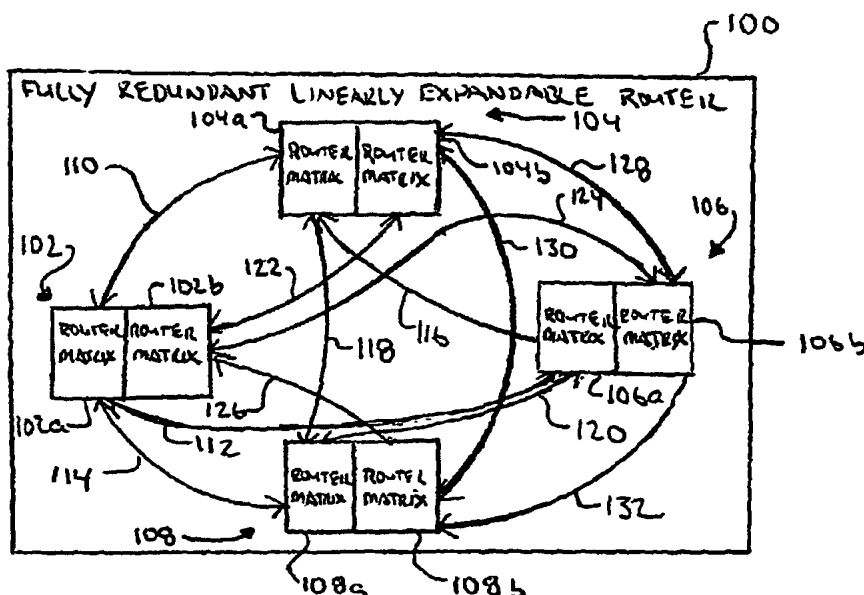 100
FULLY REDUNDANT LINEARLY EXPANDABLE ROUTER
104a
104
ROUTER MATRIX
ROUTER MATRIX
104b
128
110
124
106
130
102
102b
122
116
118
ROUTER MATRIX
ROUTER MATRIX
ROUTER MATRIX
ROUTER MATRIX
106b
126
106a
102a
112
120
114
ROUTER MATRIX
ROUTER MATRIX
132
108
108a
108b